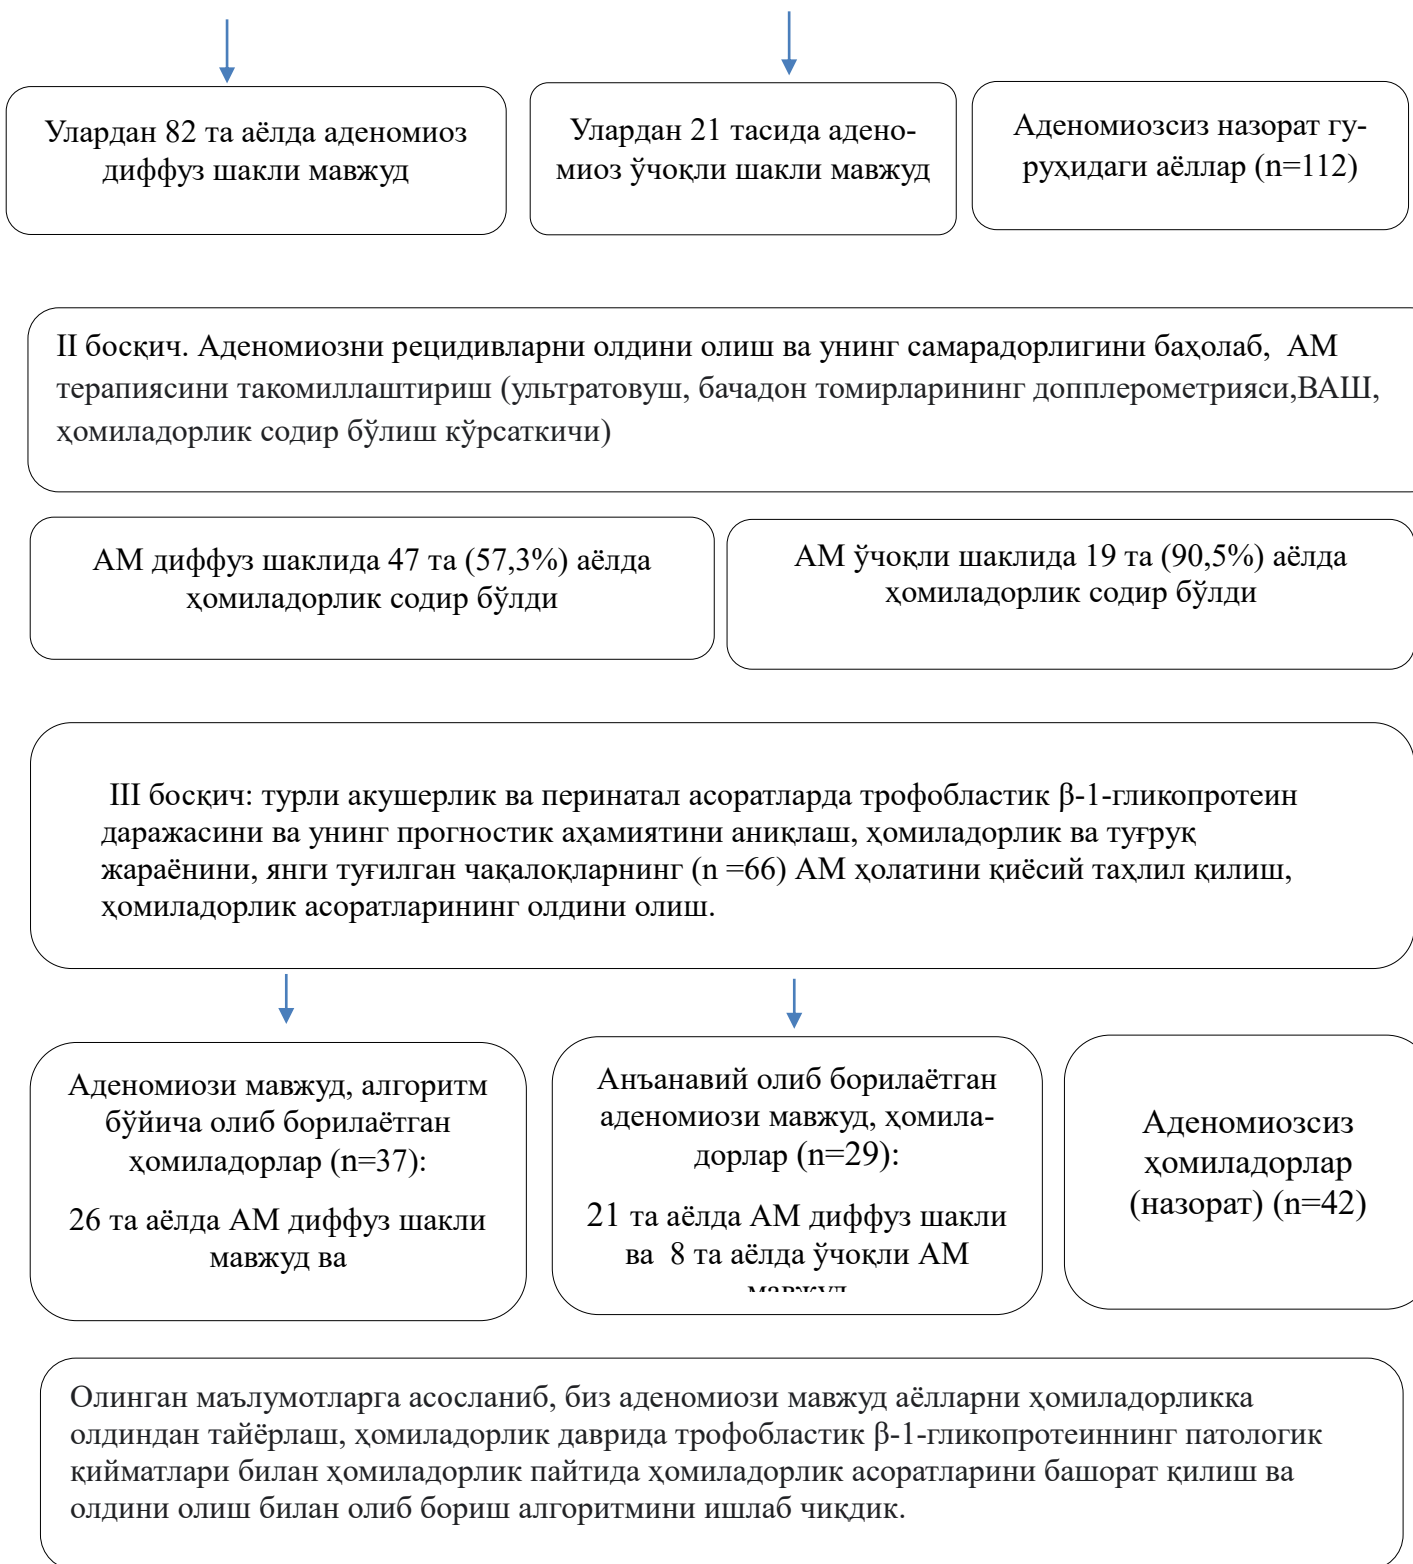 Улардан 82 та аёлда аденомиоз
диффуз шакли мавжуд
Улардан 21 тасида адено-
миоз ўчоқли шакли мавжуд
Аденомиозсиз назорат гу-
руҳидаги аёллар (n=112)
II босқич. Аденомиозни рецидивларни олдини олиш ва унинг самарадорлигини баҳолаб, АМ
терапиясини такомиллаштириш (ультратовуш, бачадон томирларининг допплерометрияси,ВАШ,
ҳомиладорлик содир бўлиш кўрсаткичи)
АМ диффуз шаклида 47 та (57,3%) аёлда
ҳомиладорлик содир бўлди
АМ ўчоқли шаклида 19 та (90,5%) аёлда
ҳомиладорлик содир бўлди
III босқич: турли акушерлик ва перинатал асоратларда трофобластик β-1-гликопротеин
даражасини ва унинг прогностик аҳамиятини аниқлаш, ҳомиладорлик ва туғруқ
жараёнини, янги туғилган чақалоқларнинг (n =66) АМ ҳолатини қиёсий таҳлил қилиш,
ҳомиладорлик асоратларининг олдини олиш.
Аденомиози мавжуд, алгоритм
бўйича олиб борилаётган
ҳомиладорлар (n=37):
26 та аёлда АМ диффуз шакли
мавжуд ва
Анъанавий олиб борилаётган
аденомиози мавжуд, ҳомила-
дорлар (n=29):
21 та аёлда АМ диффуз шакли
ва 8 та аёлда ўчоқли АМ
мавжуд
Аденомиозсиз
ҳомиладорлар
(назорат) (n=42)
Олинган маълумотларга асосланиб, биз аденомиози мавжуд аёлларни ҳомиладорликка
олдиндан тайёрлаш, ҳомиладорлик даврида трофобластик β-1-гликопротеиннинг патологик
қийматлари билан ҳомиладорлик пайтида ҳомиладорлик асоратларини башорат қилиш ва
олдини олиш билан олиб бориш алгоритмини ишлаб чиқдик.